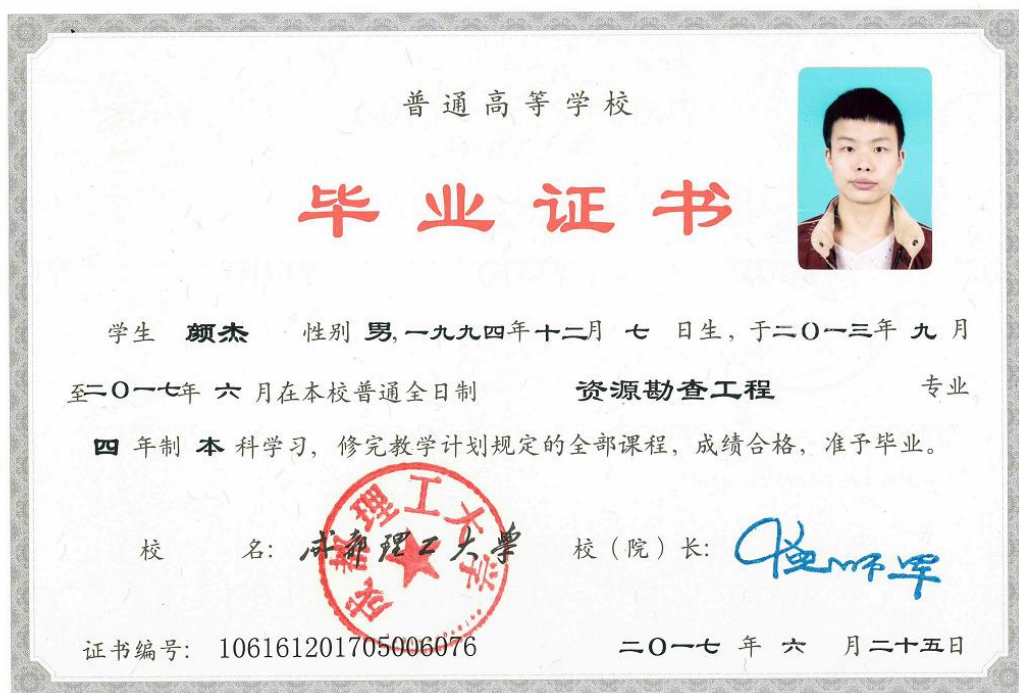 普通高等学校
毕业证书
学生 颜杰 性别 男,一九九四年十二月 七 日生，于二〇一三年 九 月
至二〇一七年 六 月在本校普通全日制 资源勘查工程 专业
四 年制 本 科学习，修完教学计划规定的全部课程，成绩合格，准予毕业。
成都理工大学
校 名：成都理工大学 校（院）长：
证书编号：106161201705006076 二〇一七 年 六 月二十五日